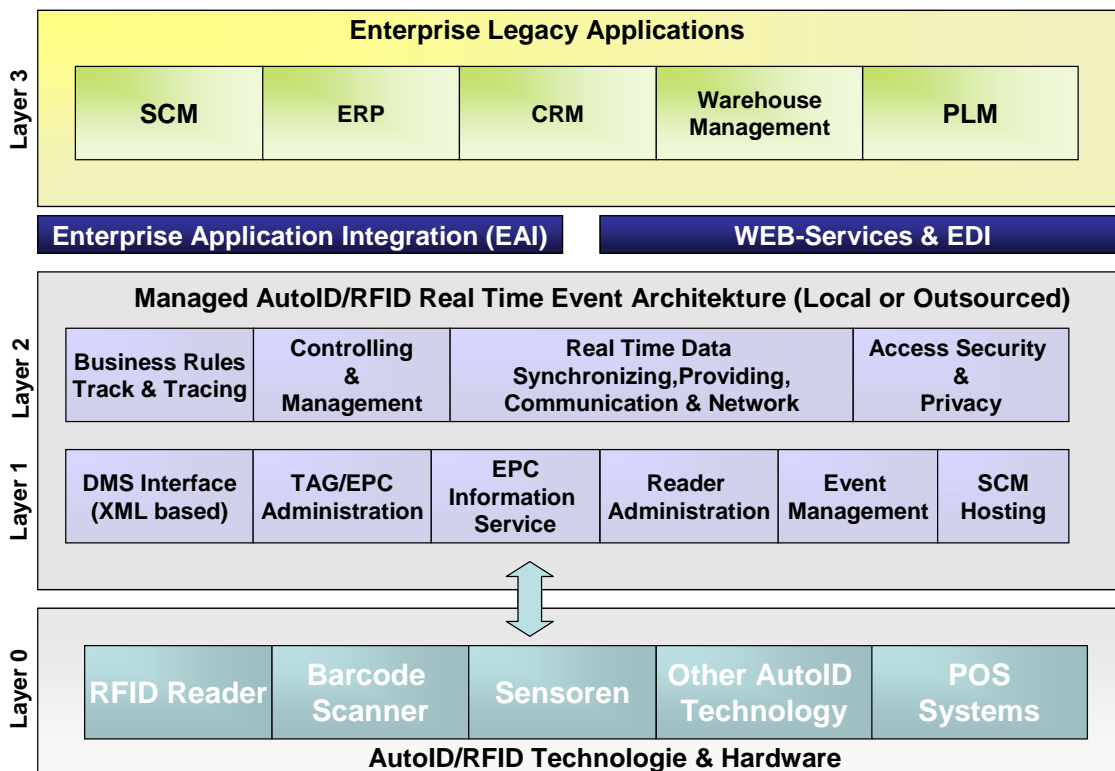 Enterprise Legacy Applications
Layer 3
SCM
ERP
CRM
Warehouse
Management
PLM
Enterprise Application Integration (EAI)
WEB-Services & EDI
Managed AutoID/RFID Real Time Event Architekture (Local or Outsourced)
Layer 2
Business Rules
Track & Tracing
Controlling
&
Management
Real Time Data
Synchronizing,Providing,
Communication & Network
Access Security
&
Privacy
Layer 1
DMS Interface
(XML based)
TAG/EPC
Administration
EPC
Information
Service
Reader
Administration
Event
Management
SCM
Hosting
Layer 0
RFID Reader
Barcode
Scanner
Sensoren
Other AutoID
Technology
POS
Systems
AutoID/RFID Technologie & Hardware